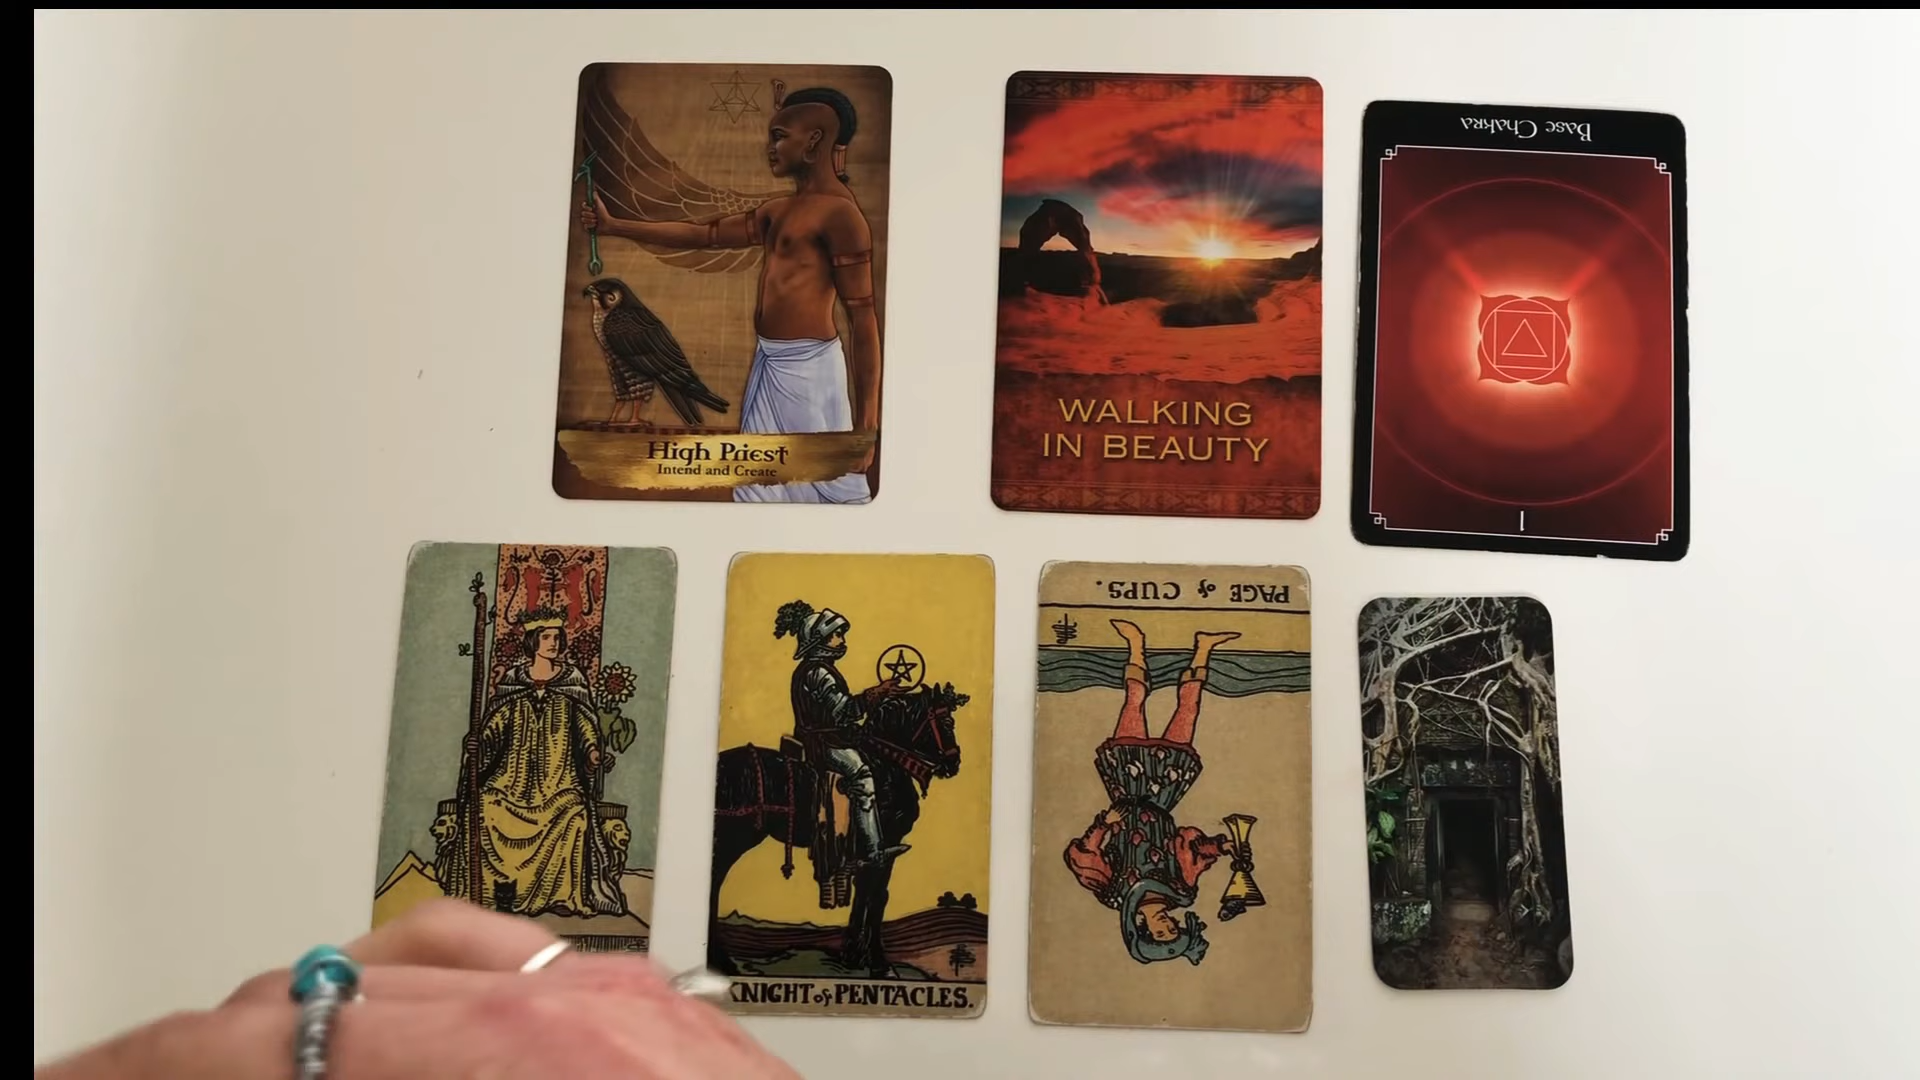 High Priest
Intend and Create
WALKING
IN BEAUTY
Base Chakra
1
KNIGHT of PENTACLES.
PAGE of CUPS.